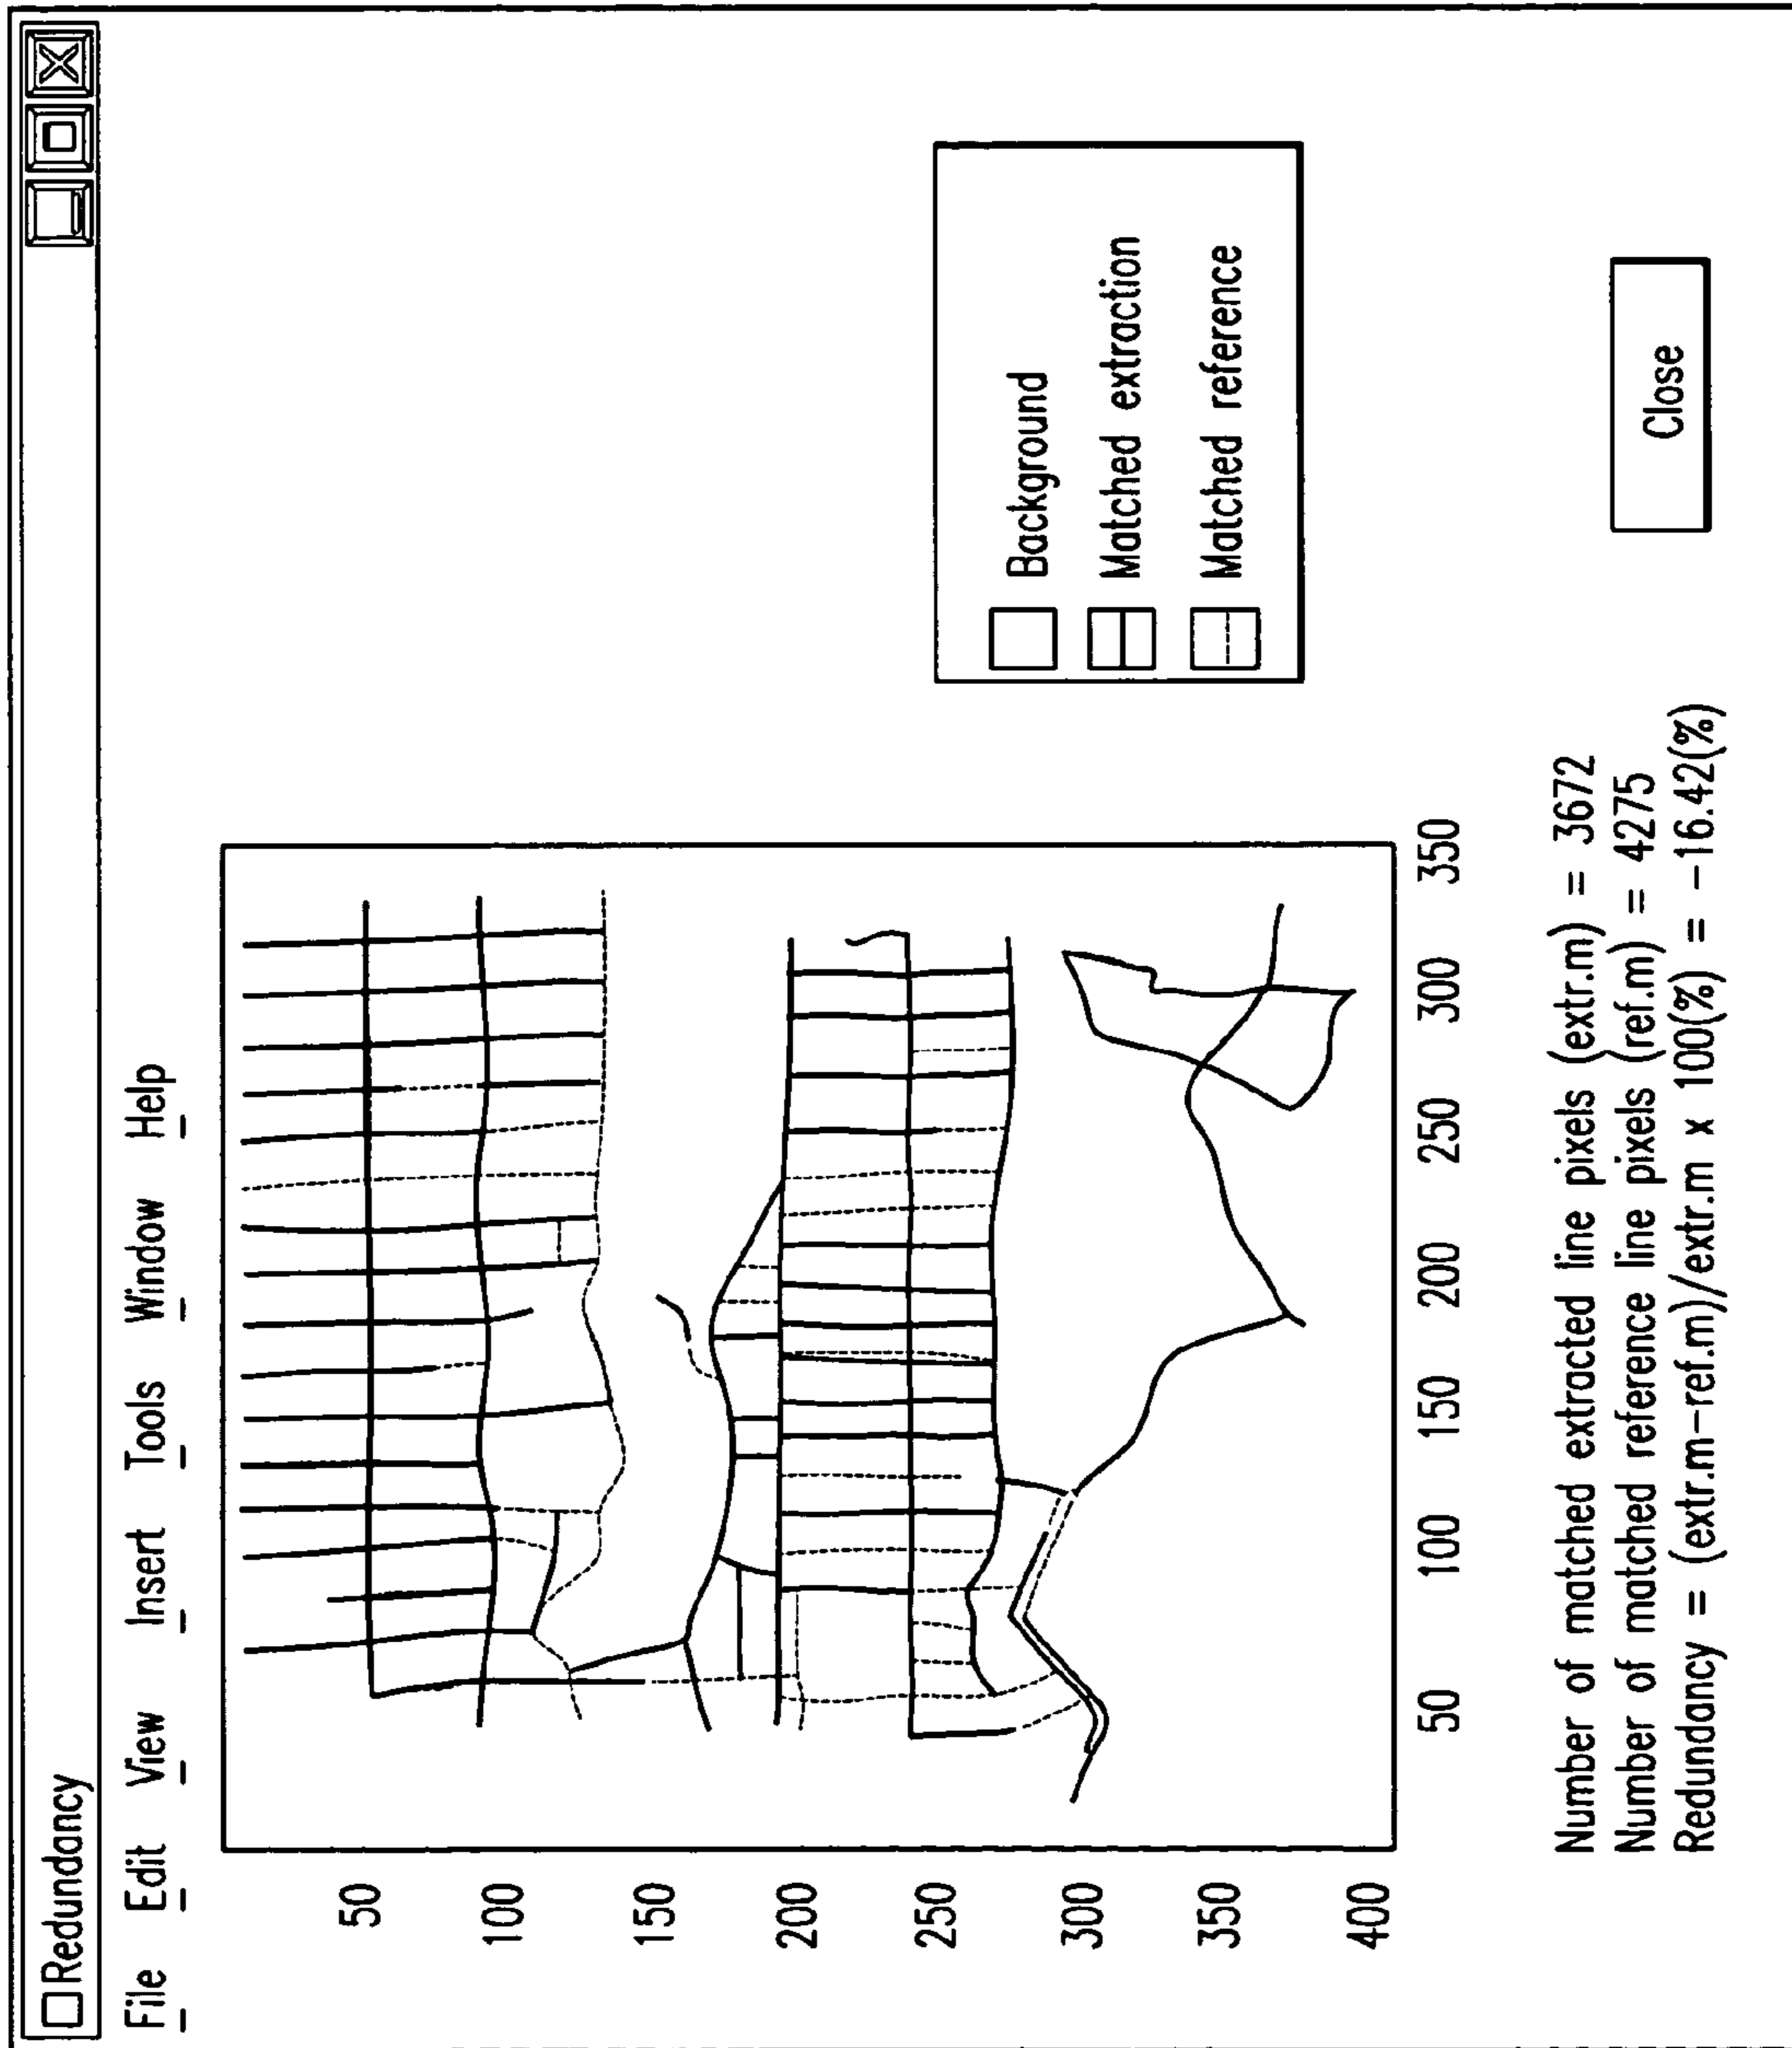 Redundancy
File Edit View Insert Tools Window Help
50
100
150
200
250
300
350
400
50 100 150 200 250 300 350
Background
Matched extraction
Matched reference
Number of matched extracted line pixels (extr.m) = 3672
Number of matched reference line pixels (ref.m) = 4275
Redundancy = (extr.m-ref.m)/extr.m x 100(%) = -16.42(%)
Close